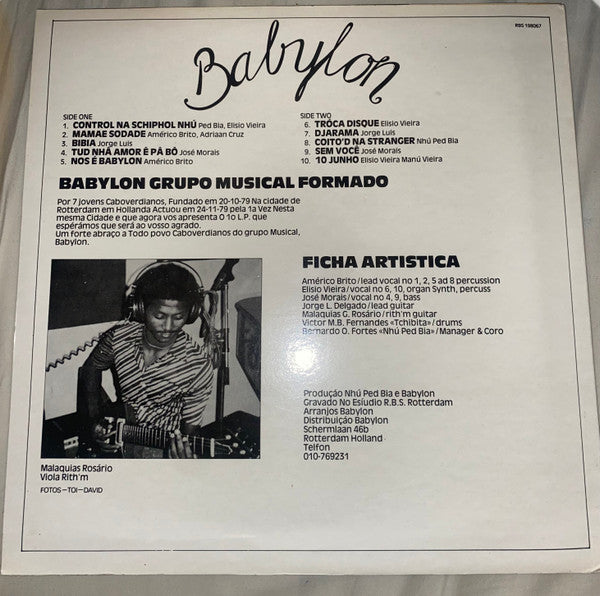 RBS 198067
Babylon
SIDE ONE
1. CONTROL NA SCHIPHOL NHÚ Ped Bia, Elisio Vieira
2. MAMAE SODADE Américo Brito, Adriaan Cruz
3. BIBIA Jorge Luis
4. TUD NHÁ AMOR Ê PÂ BÔ José Morais
5. NOS É BABYLON Américo Brito
SIDE TWO
6. TRÓCA DISQUE Elisio Vieira
7. DJARAMA Jorge Luis
8. COITO'D NA STRANGER Nhú Ped Bia
9. SEM VOCÊ José Morais
10. 10 JUNHO Elisio Vieira Manú Vieira
BABYLON GRUPO MUSICAL FORMADO
Por 7 jovens Caboverdianos, Fundado em 20-10-79 Na cidade de
Rotterdam em Hollanda Actuou em 24-11-79 pela 1a Vez Nesta
mesma Cidade e que agora vos apresenta O 1o L.P. que
espérámos que será ao vosso agrado.
Um forte abraço a Todo povo Caboverdianos do grupo Musical,
Babylon.
FICHA ARTISTICA
Américo Brito/lead vocal no 1, 2, 5 ad 8 percussion
Elisio Vieira/vocal no 6, 10, organ Synth, percuss
José Morais/vocal no 4, 9, bass
Jorge L. Delgado/lead guitar
Malaquias G. Rosário/rith'm guitar
Victor M.B. Fernandes «Tchibita»/drums
Bernardo O. Fortes «Nhú Ped Bia»/Manager & Coro
Produção Nhú Ped Bia e Babylon
Gravado No Esíudio R.B.S. Rotterdam
Arranjos Babylon
Distribuição Babylon
Schermlaan 46b
Rotterdam Holland
Telfon
010-769231
Malaquias Rosário
Viola Rith'm
FOTOS-TOI-DAVID